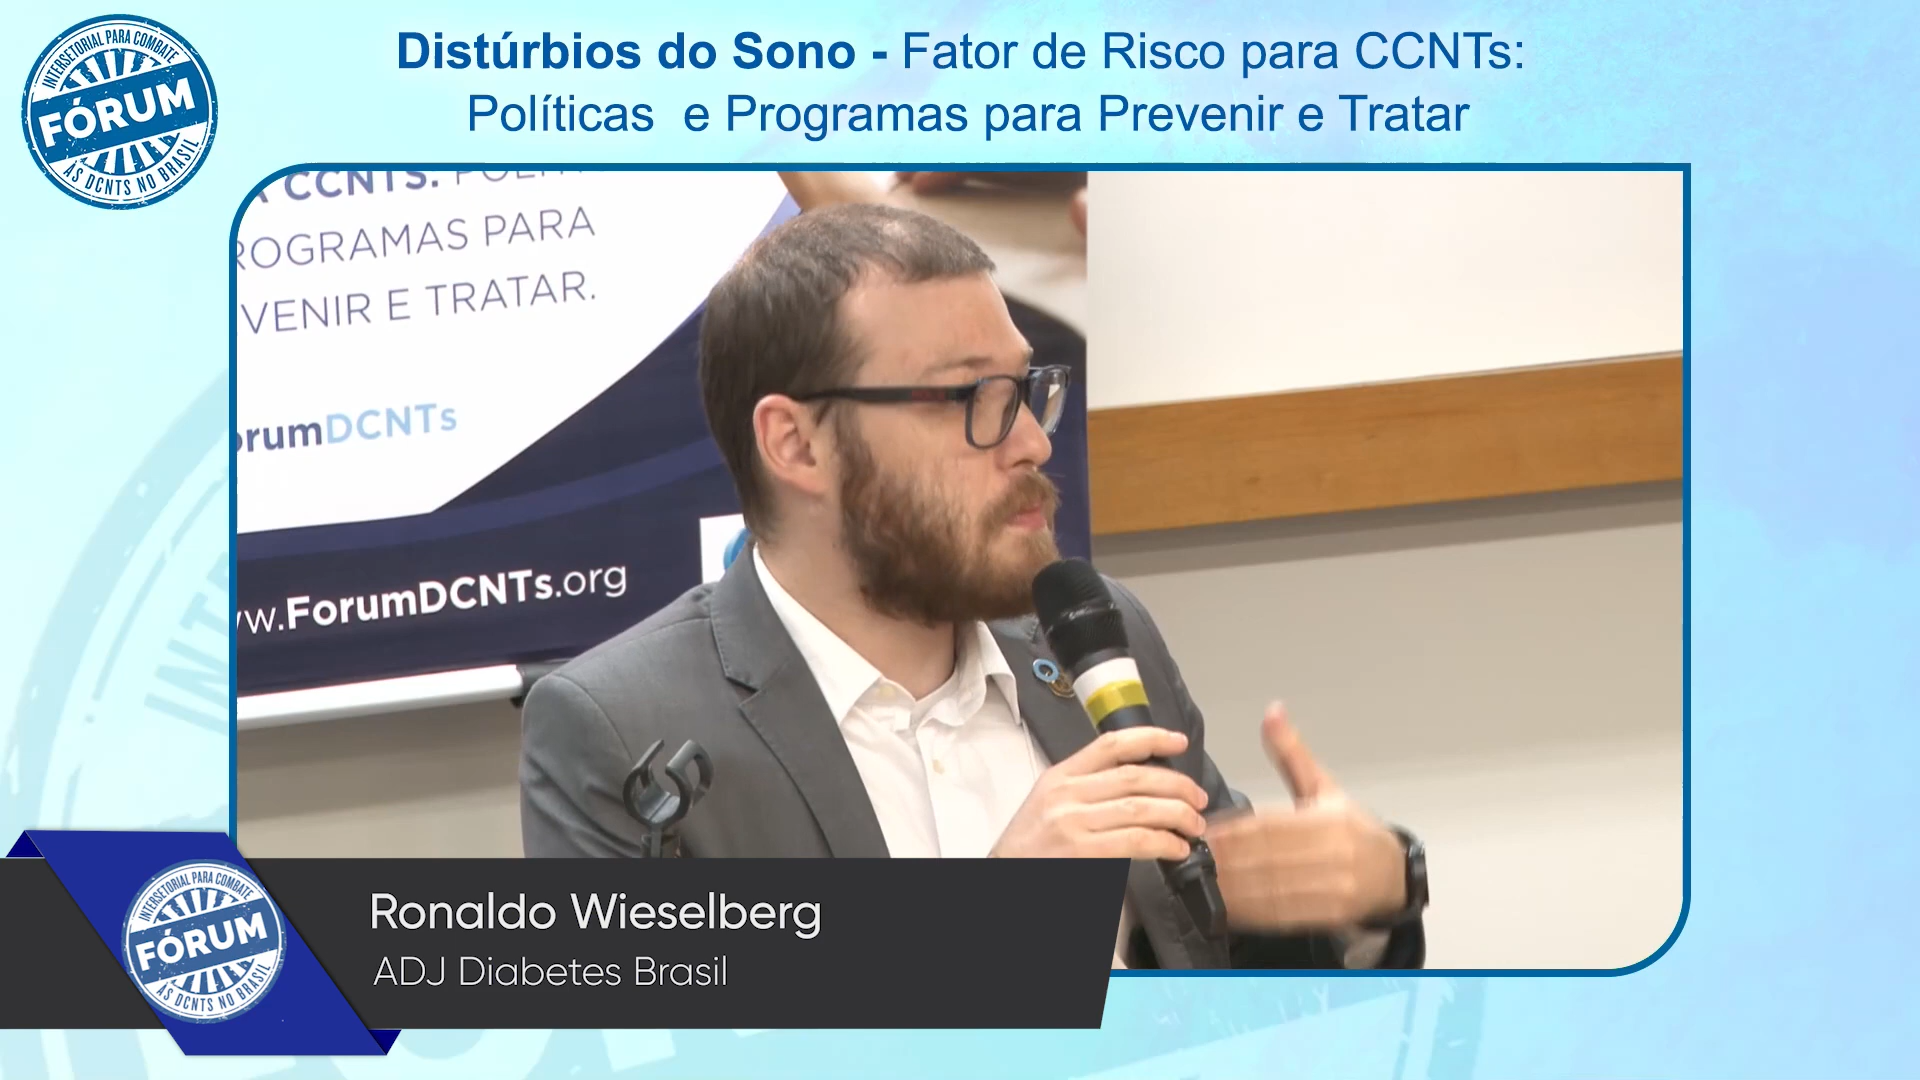 INTERSETORIAL PARA COMBATE
FÓRUM
AS DCNTS NO BRASIL
Distúrbios do Sono - Fator de Risco para CCNTs:
Políticas e Programas para Prevenir e Tratar
CCNTS.
PARA
VENIR E TRATAR.
DCNTs
ForumDCNTs.org
INTERSETORIAL PARA COMBATE
FÓRUM
AS DCNTS NO BRASIL
Ronaldo Wieselberg
ADJ Diabetes Brasil